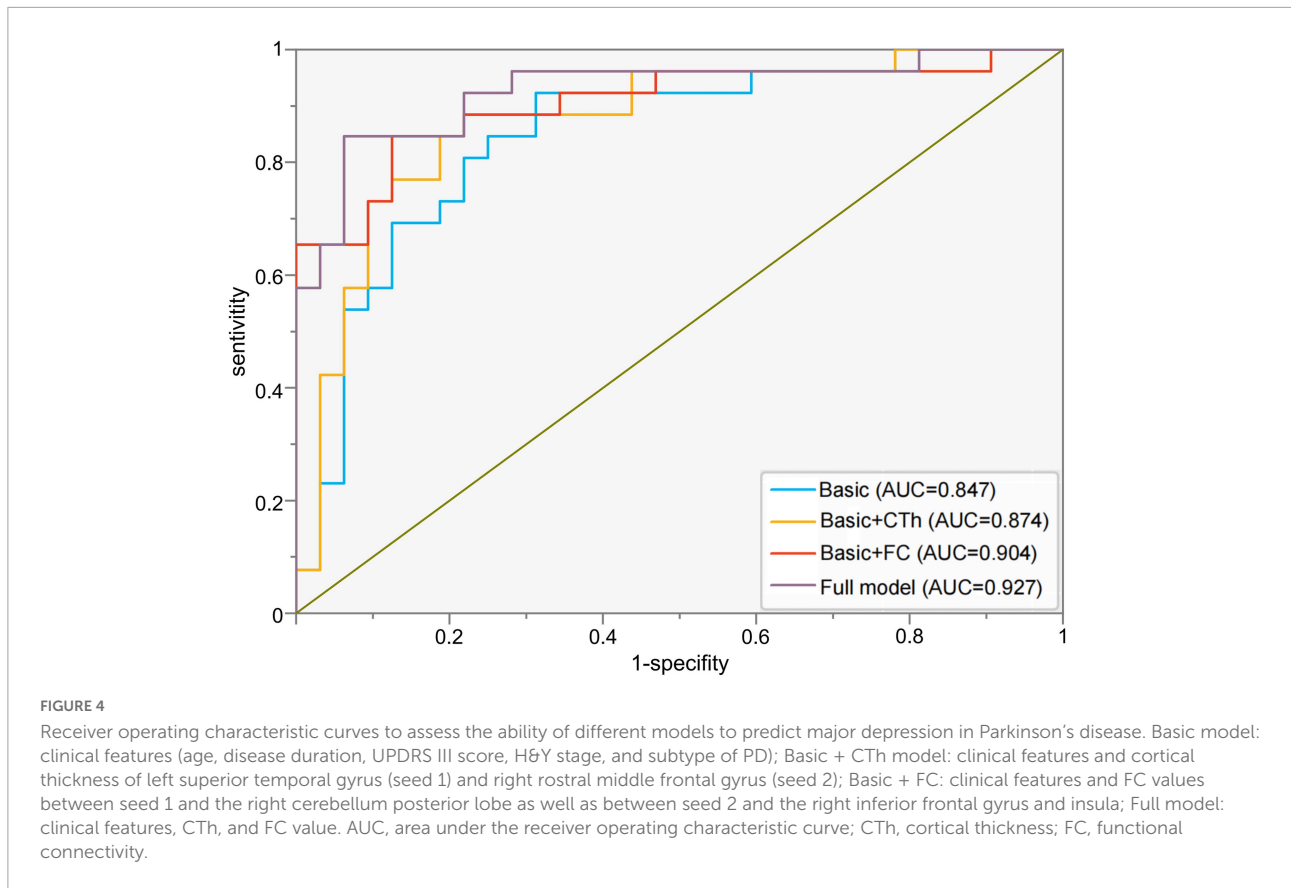 1
0.8
0.6
0.4
0.2
0
sentivitity
0.2
0.4
0.6
0.8
1
1-specifity
Basic (AUC=0.847)
Basic+CTh (AUC=0.874)
Basic+FC (AUC=0.904)
Full model (AUC=0.927)
FIGURE 4
Receiver operating characteristic curves to assess the ability of different models to predict major depression in Parkinson's disease. Basic model:
clinical features (age, disease duration, UPDRS III score, H&Y stage, and subtype of PD); Basic + CTh model: clinical features and cortical
thickness of left superior temporal gyrus (seed 1) and right rostral middle frontal gyrus (seed 2); Basic + FC: clinical features and FC values
between seed 1 and the right cerebellum posterior lobe as well as between seed 2 and the right inferior frontal gyrus and insula; Full model:
clinical features, CTh, and FC value. AUC, area under the receiver operating characteristic curve; CTh, cortical thickness; FC, functional
connectivity.